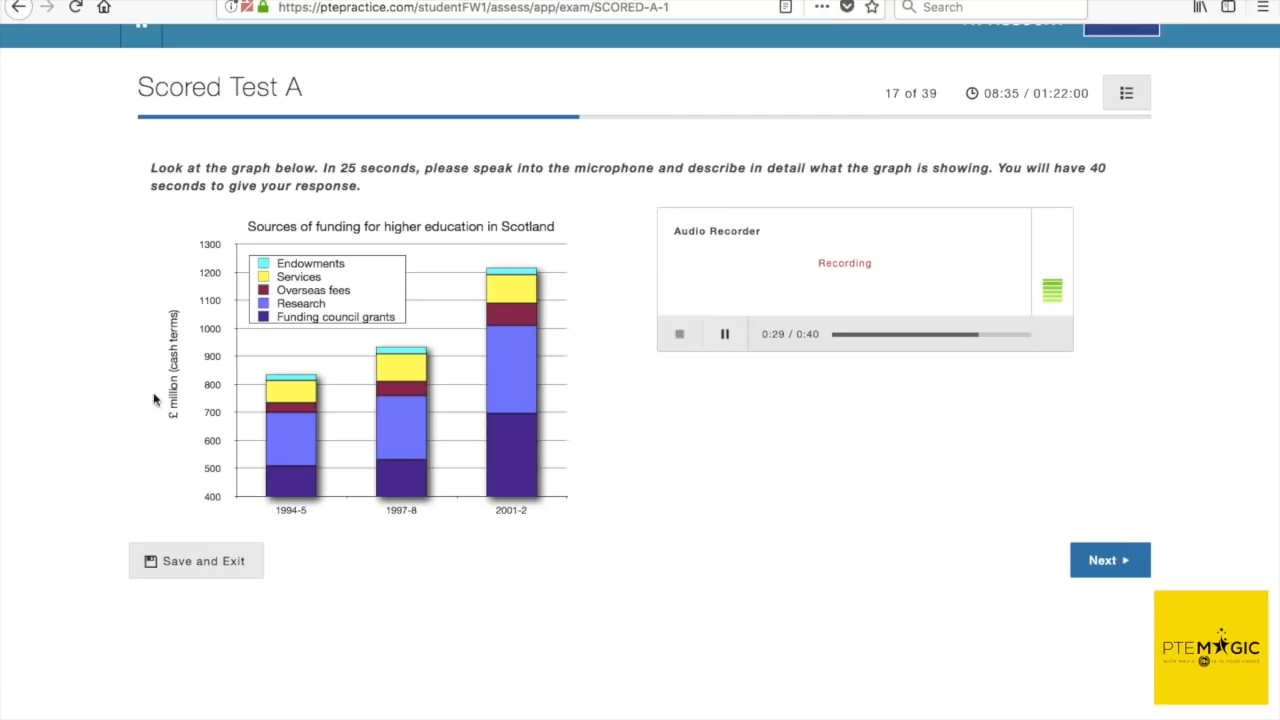 https://ptepractice.com/studentFW1/assess/app/exam/SCORED-A-1
Search
Scored Test A
17 of 39
08:35 / 01:22:00
Look at the graph below. In 25 seconds, please speak into the microphone and describe in detail what the graph is showing. You will have 40
seconds to give your response.
Sources of funding for higher education in Scotland
1300
1200
1100
1000
900
800
700
600
500
400
£ million (cash terms)
Endowments
Services
Overseas fees
Research
Funding council grants
1994-5
1997-8
2001-2
Audio Recorder
Recording
0:29 / 0:40
Save and Exit
Next
PTEMAGIC